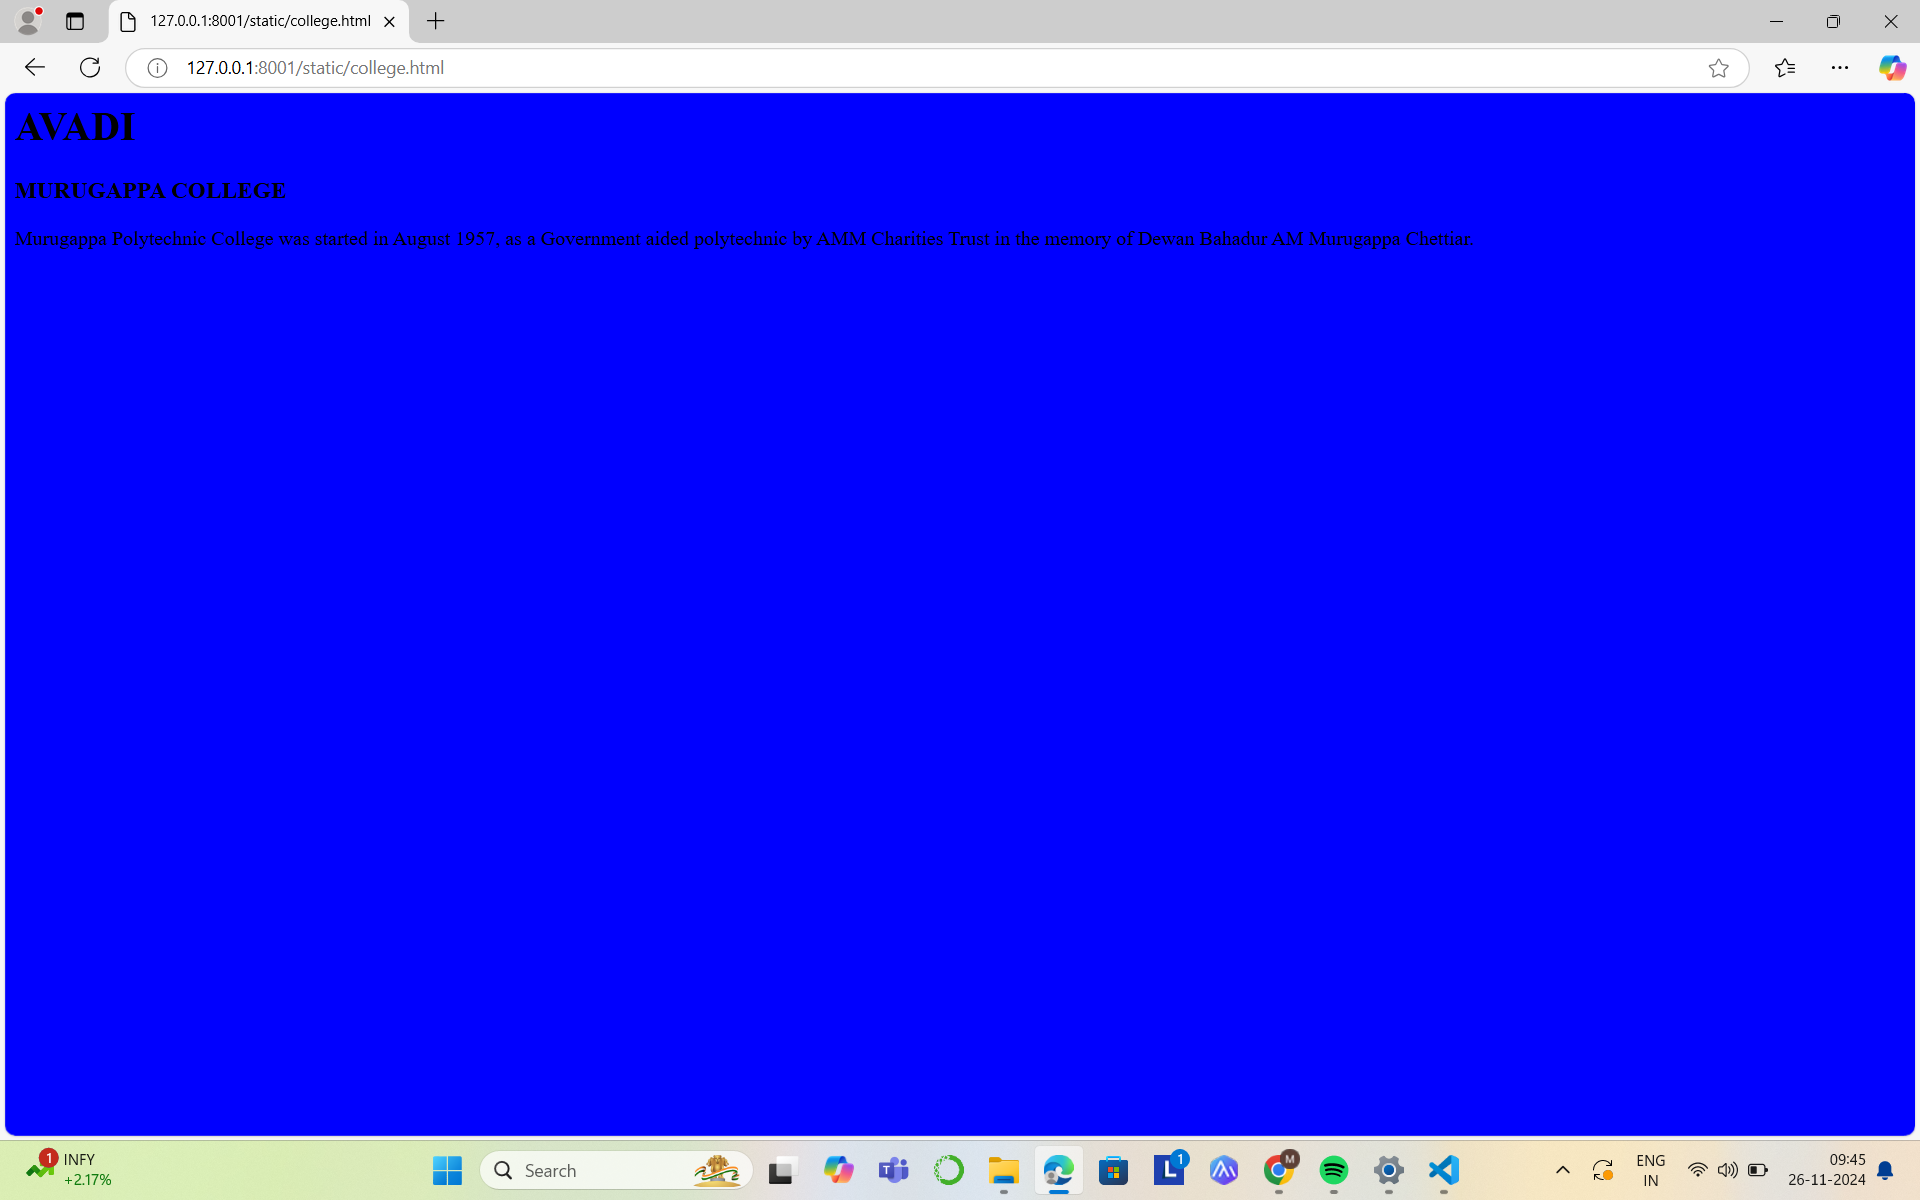 127.0.0.1:8001/static/college.html
127.0.0.1:8001/static/college.html
AVADI
MURUGAPPA COLLEGE
Murugappa Polytechnic College was started in August 1957, as a Government aided polytechnic by AMM Charities Trust in the memory of Dewan Bahadur AM Murugappa Chettiar.
1
INFY
+2.17%
Search
T
L
1
M
ENG
IN
09:45
26-11-2024